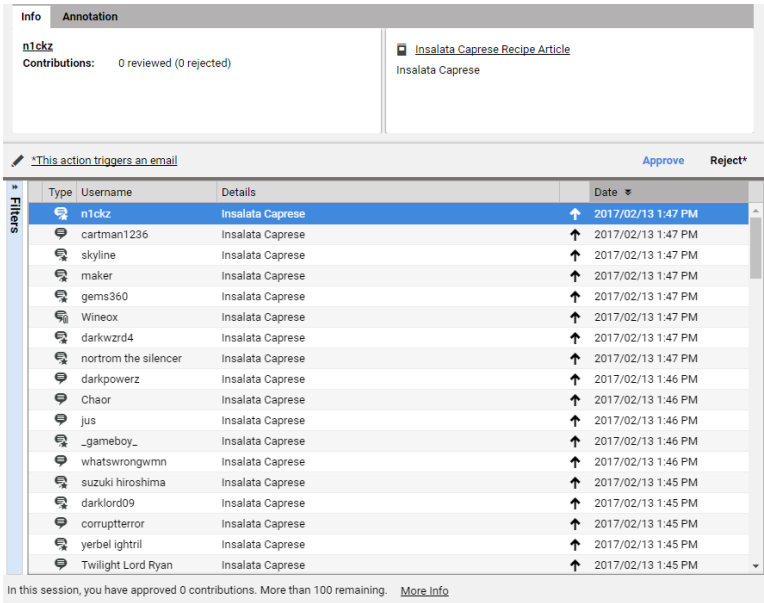 Info Annotation
n1ckz
Contributions: 0 reviewed (0 rejected)
Insalata Caprese Recipe Article
Insalata Caprese
*This action triggers an email Approve Reject*
Filters
Type Username Details Date
n1ckz Insalata Caprese 2017/02/13 1:47 PM
cartman1236 Insalata Caprese 2017/02/13 1:47 PM
skyline Insalata Caprese 2017/02/13 1:47 PM
maker Insalata Caprese 2017/02/13 1:47 PM
gems360 Insalata Caprese 2017/02/13 1:47 PM
Wineox Insalata Caprese 2017/02/13 1:47 PM
darkwzrd4 Insalata Caprese 2017/02/13 1:47 PM
nortrom the silencer Insalata Caprese 2017/02/13 1:47 PM
darkpowerz Insalata Caprese 2017/02/13 1:46 PM
Chaor Insalata Caprese 2017/02/13 1:46 PM
jus Insalata Caprese 2017/02/13 1:46 PM
_gameboy_ Insalata Caprese 2017/02/13 1:46 PM
whatswrongwmn Insalata Caprese 2017/02/13 1:46 PM
suzuki hiroshima Insalata Caprese 2017/02/13 1:45 PM
darklord09 Insalata Caprese 2017/02/13 1:45 PM
corruptterror Insalata Caprese 2017/02/13 1:45 PM
yerbel ightril Insalata Caprese 2017/02/13 1:45 PM
Twilight Lord Ryan Insalata Caprese 2017/02/13 1:45 PM
In this session, you have approved 0 contributions. More than 100 remaining. More Info